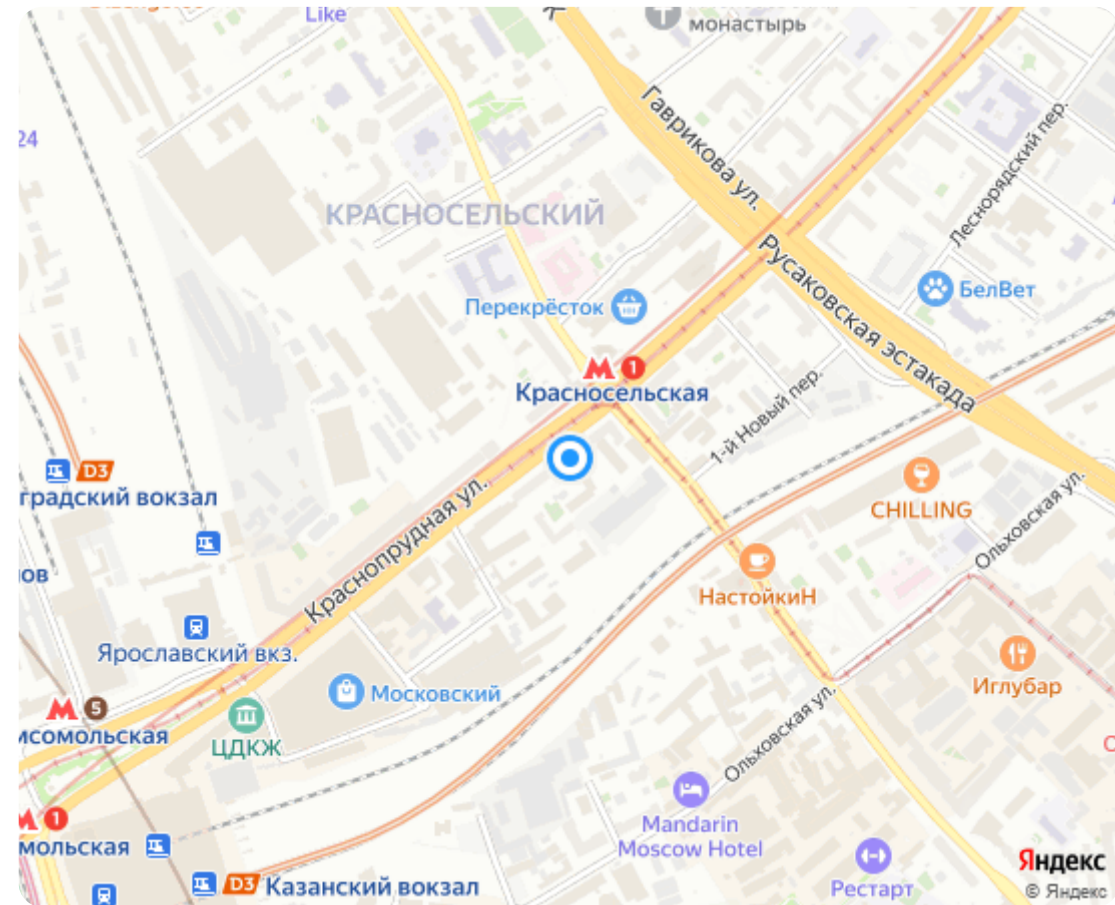 Like
монастырь
24
Гаврикова ул.
Леснорядский пер.
КРАСНОСЕЛЬСКИЙ
Русаковская эстакада
БелВет
Перекрёсток
1
Красносельская
1-й Новый пер.
D3
градский вокзал
CHILLING
Краснопрудная ул.
Ольховская ул.
ов
НастойкиН
Ярославский вкз.
Иглубар
Московский
5
мсомольская
ЦДКЖ
Ольховская ул.
1
Mandarin
Moscow Hotel
мольская
D3 Казанский вокзал
Рестарт
Яндекс
© Яндекс